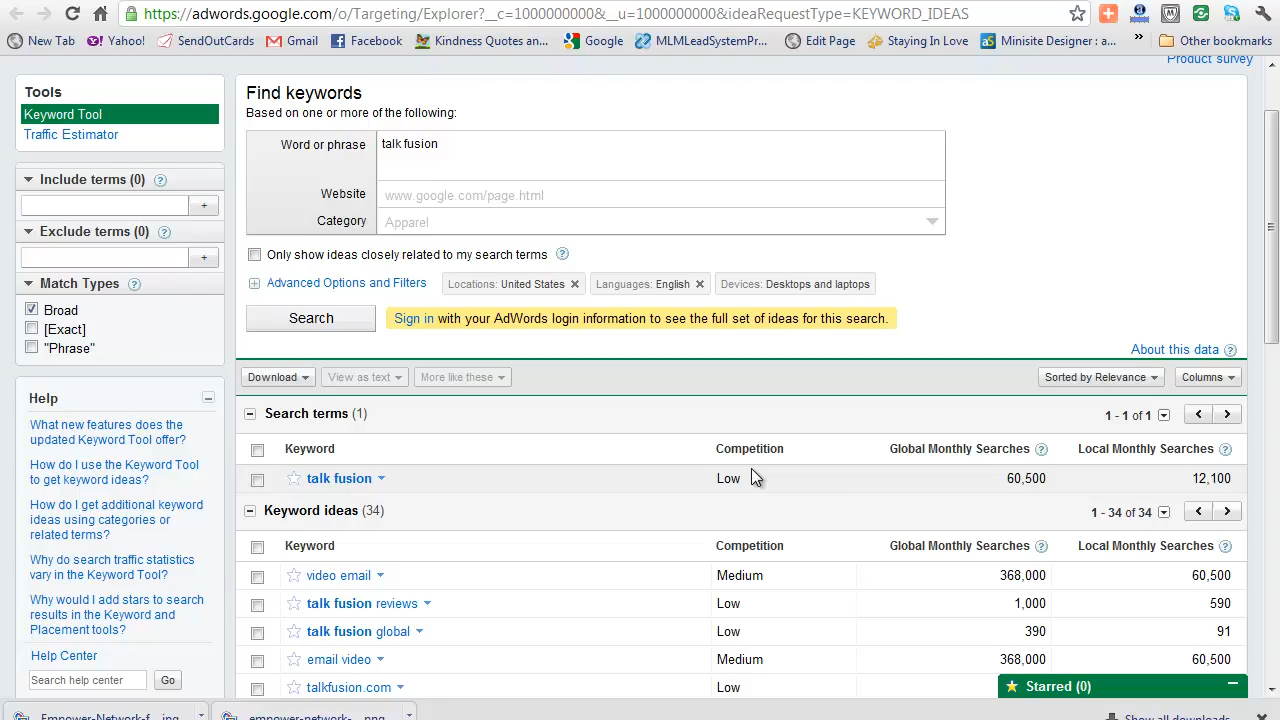 https://adwords.google.com/o/Targeting/Explorer?__c=1000000000&__u=1000000000&ideaRequestType=KEYWORD_IDEAS
New Tab Yahoo! SendOutCards Gmail Facebook Kindness Quotes an... Google MLMLeadSystemPr... Edit Page Staying In Love Minisite Designer : a... » Other bookmarks
Product survey
Tools
Keyword Tool
Traffic Estimator
Include terms (0) ?
+
Exclude terms (0) ?
+
Match Types ?
Broad
[Exact]
"Phrase"
Help
What new features does the
updated Keyword Tool offer?
How do I use the Keyword Tool
to get keyword ideas?
How do I get additional keyword
ideas using categories or
related terms?
Why do search traffic statistics
vary in the Keyword Tool?
Why would I add stars to search
results in the Keyword and
Placement tools?
Help Center
Search help center Go
Find keywords
Based on one or more of the following:
Word or phrase talk fusion
Website www.google.com/page.html
Category Apparel
Only show ideas closely related to my search terms ?
Advanced Options and Filters Locations: United States × Languages: English × Devices: Desktops and laptops
Search Sign in with your AdWords login information to see the full set of ideas for this search.
About this data ?
Download View as text More like these Sorted by Relevance Columns
Search terms (1) 1 - 1 of 1
Keyword Competition Global Monthly Searches ? Local Monthly Searches ?
talk fusion Low 60,500 12,100
Keyword ideas (34) 1 - 34 of 34
Keyword Competition Global Monthly Searches ? Local Monthly Searches ?
video email Medium 368,000 60,500
talk fusion reviews Low 1,000 590
talk fusion global Low 390 91
email video Medium 368,000 60,500
talkfusion.com Low
Starred (0)
Empower-Network-f....jpg empower-network-....png Show all downloads...